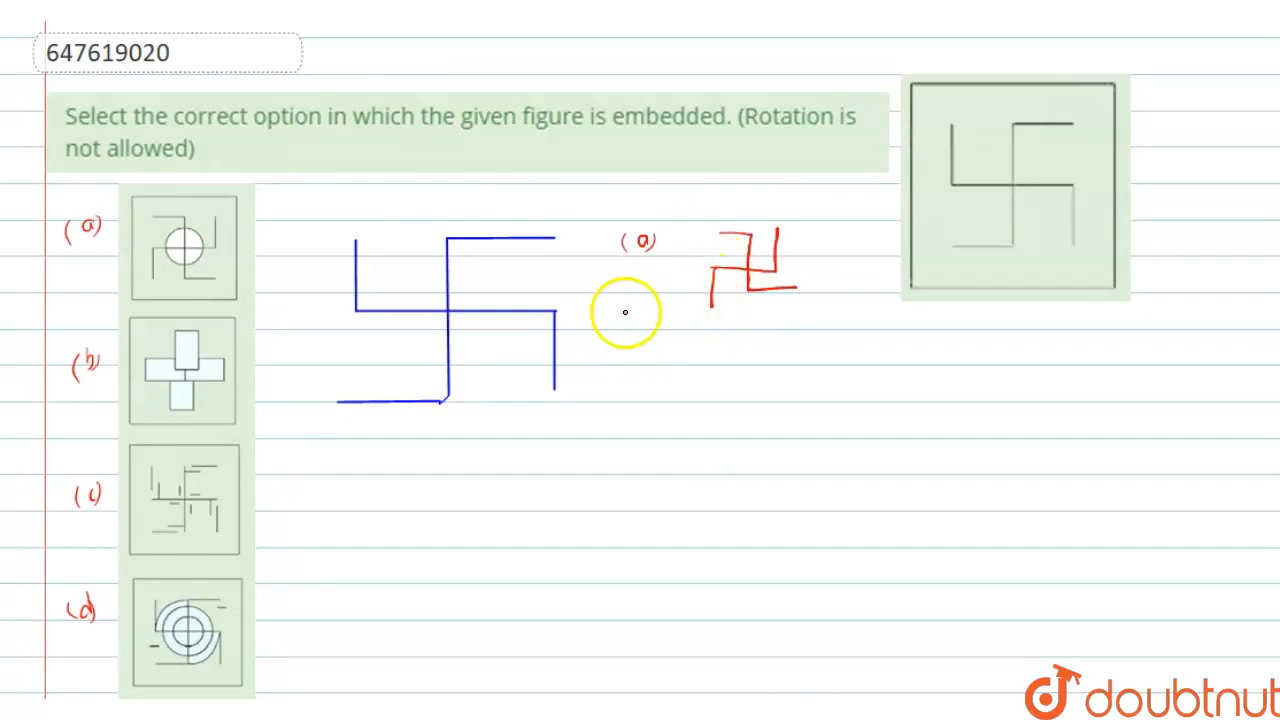 647619020
Select the correct option in which the given figure is embedded. (Rotation is
not allowed)
(a)
(a)
(b)
(c)
(d)
doubtnut